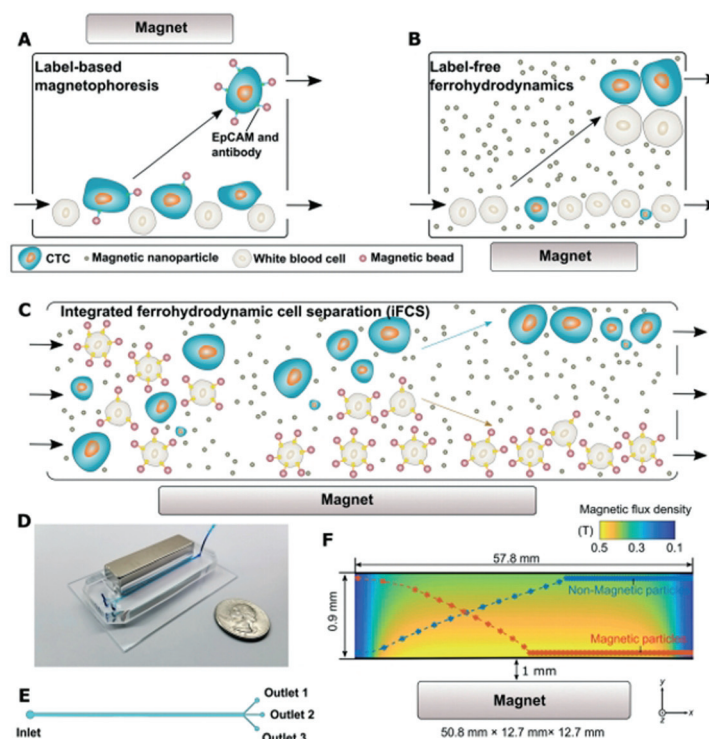 A
Magnet
Label-based
magnetophoresis
EpCAM and
antibody
B
Label-free
ferrohydrodynamics
Magnet
CTC
Magnetic nanoparticle
White blood cell
Magnetic bead
C
Integrated ferrohydrodynamic cell separation (iFCS)
Magnet
D
E
Inlet
Outlet 1
Outlet 2
Outlet 3
F
Magnetic flux density
(T)
0.5 0.3 0.1
57.8 mm
0.9 mm
Non-Magnetic particles
Magnetic particles
1 mm
Magnet
50.8 mm × 12.7 mm× 12.7 mm
y
z
x